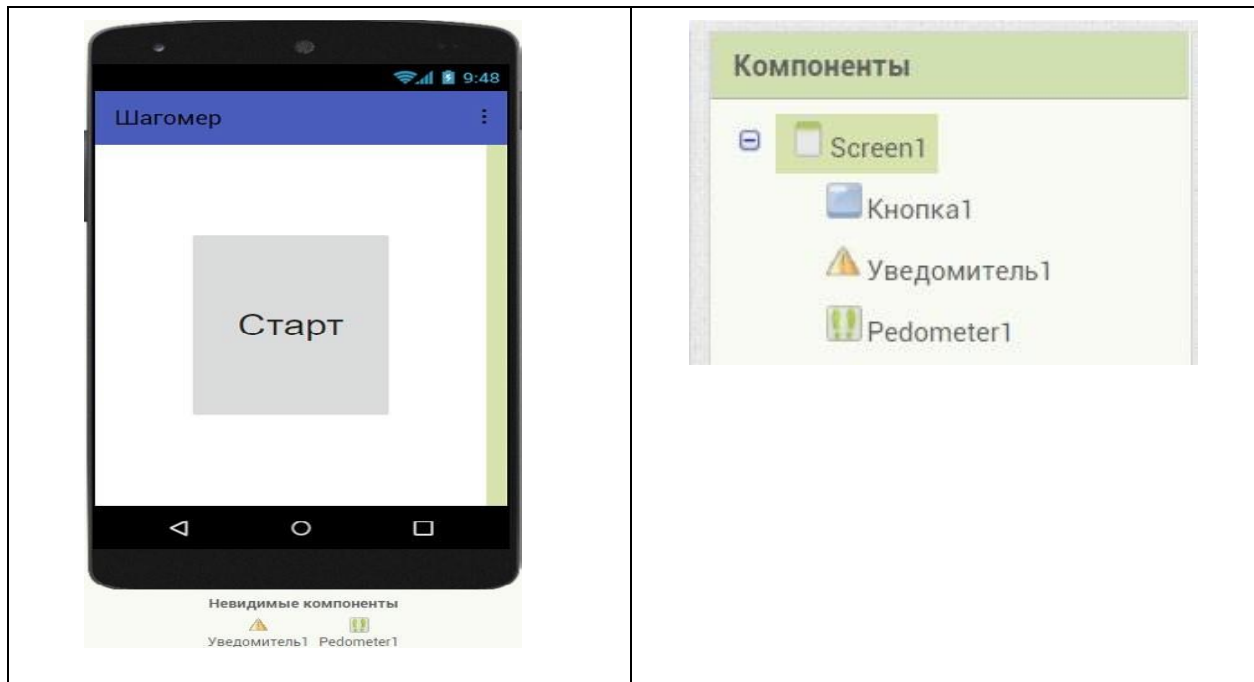 9:48
Шагомер
Старт
Невидимые компоненты
Уведомитель1 Pedometer1
Компоненты
Screen1
Кнопка1
Уведомитель1
Pedometer1